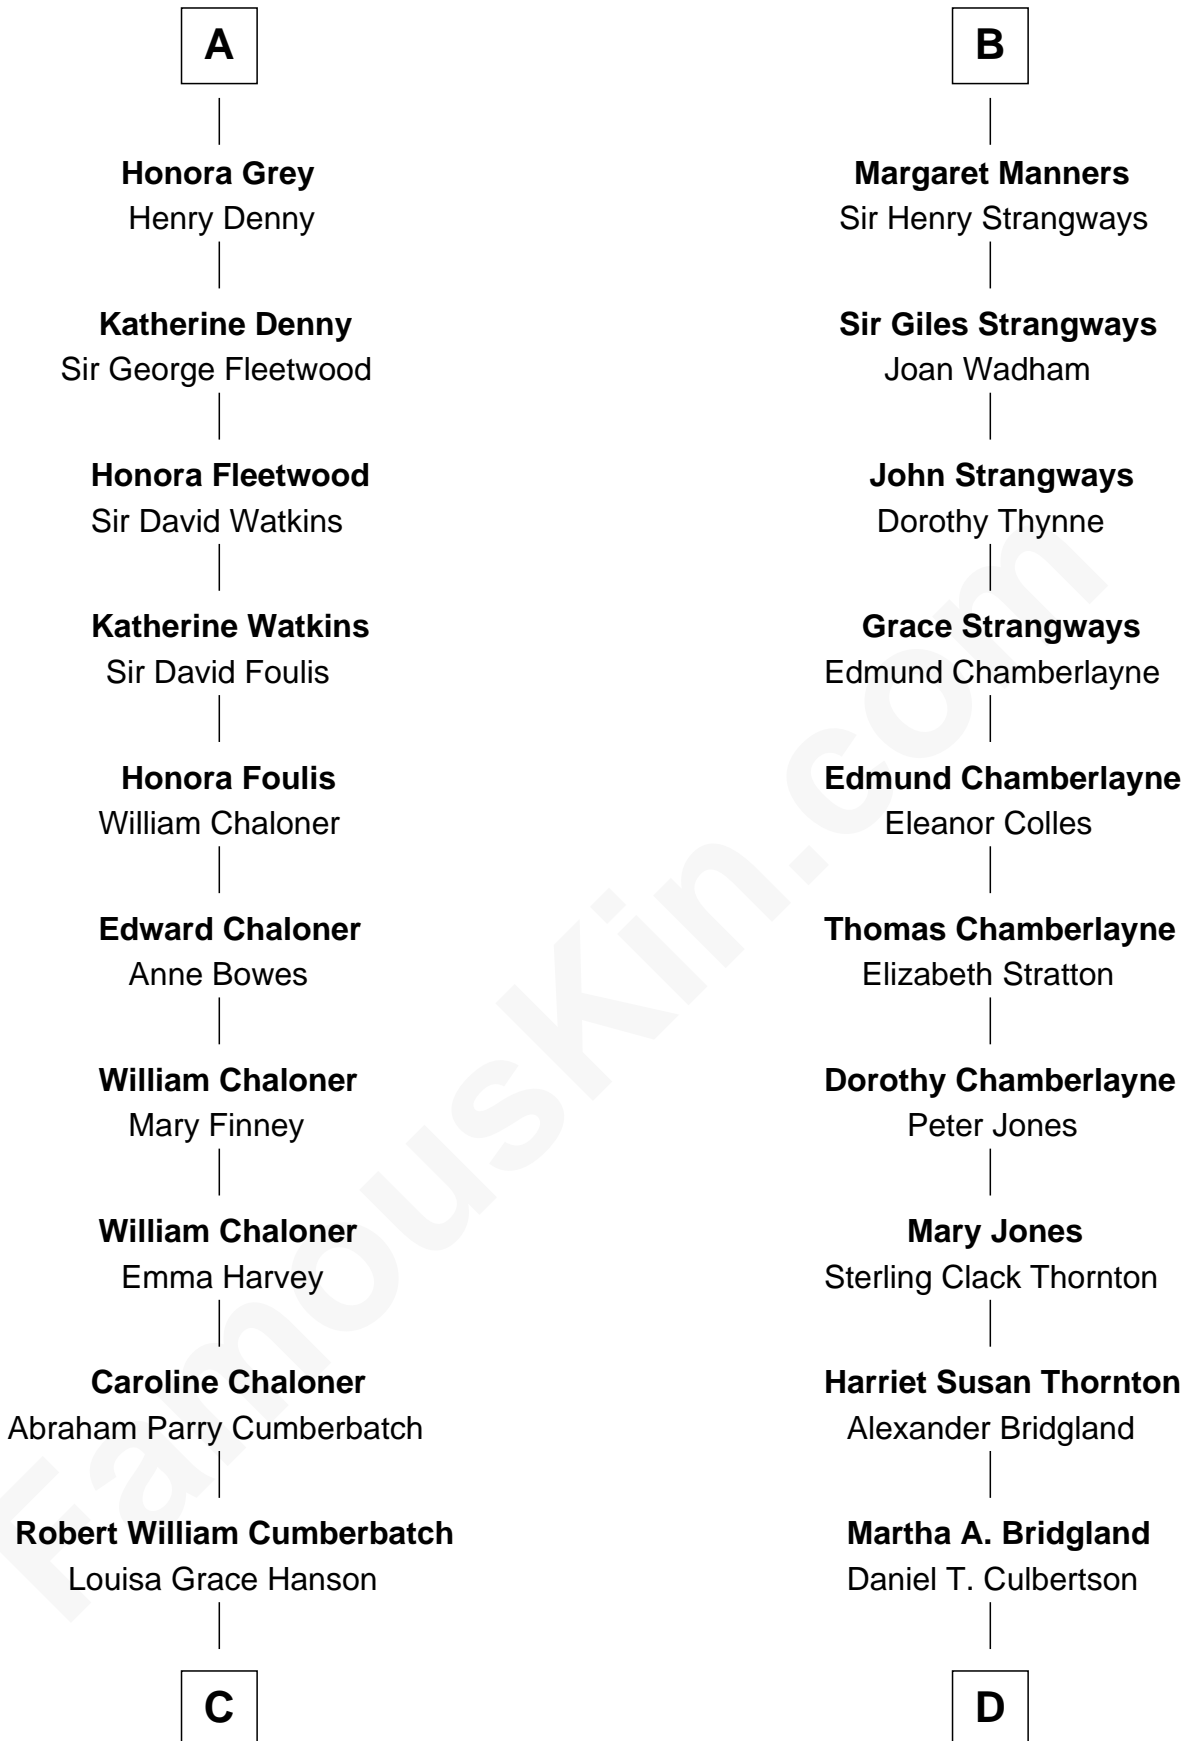 A
Honora Grey
Henry Denny
Katherine Denny
Sir George Fleetwood
Honora Fleetwood
Sir David Watkins
Katherine Watkins
Sir David Foulis
Honora Foulis
William Chaloner
Edward Chaloner
Anne Bowes
William Chaloner
Mary Finney
William Chaloner
Emma Harvey
Caroline Chaloner
Abraham Parry Cumberbatch
Robert William Cumberbatch
Louisa Grace Hanson
C
B
Margaret Manners
Sir Henry Strangways
Sir Giles Strangways
Joan Wadham
John Strangways
Dorothy Thynne
Grace Strangways
Edmund Chamberlayne
Edmund Chamberlayne
Eleanor Colles
Thomas Chamberlayne
Elizabeth Stratton
Dorothy Chamberlayne
Peter Jones
Mary Jones
Sterling Clack Thornton
Harriet Susan Thornton
Alexander Bridgland
Martha A. Bridgland
Daniel T. Culbertson
D
FamousKin.com